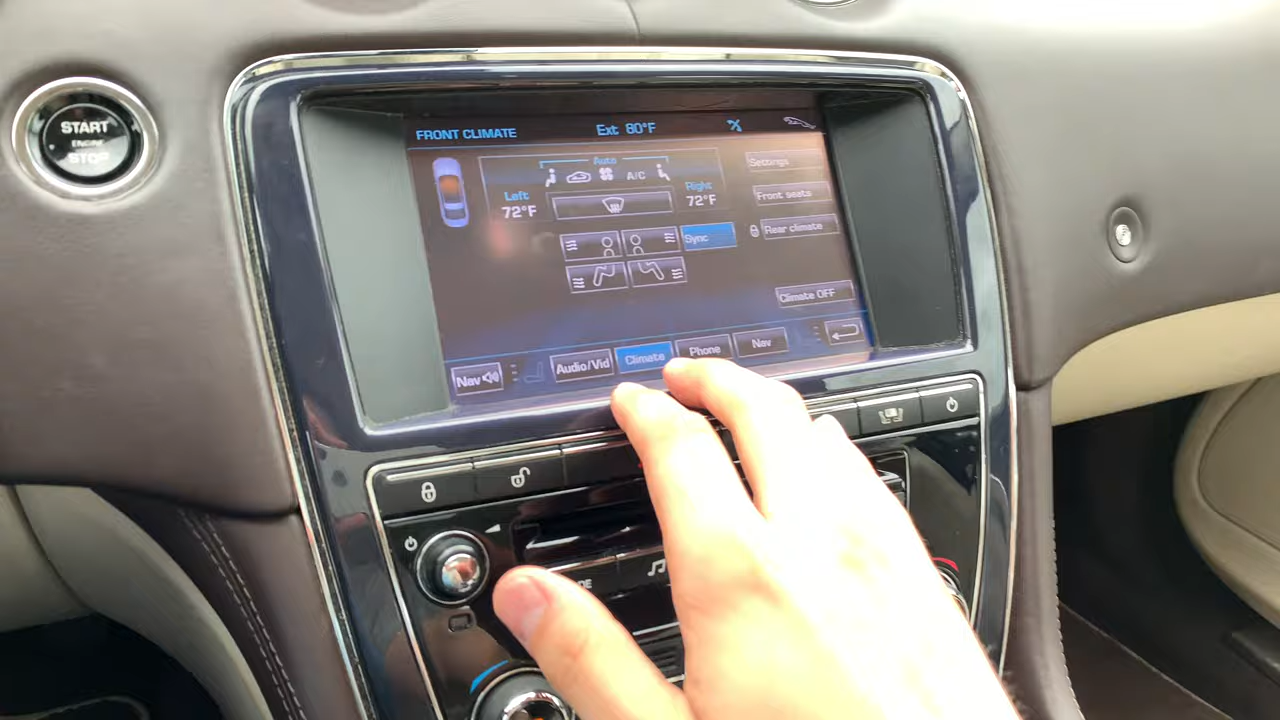 START
ENGINE
STOP
FRONT CLIMATE
Ext 80°F
Auto
A/C
Left
72°F
Right
72°F
Settings
Front seats
Sync
Rear climate
Climate OFF
Nav
Audio/Vid
Climate
Phone
Nav